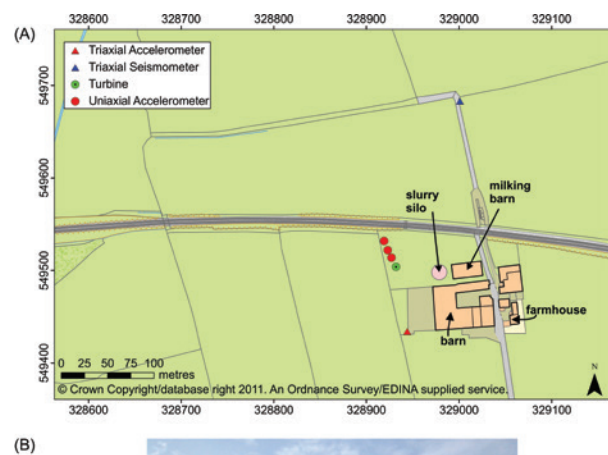 328600 328700 328800 328900 329000 329100
(A)
Triaxial Accelerometer
Triaxial Seismometer
Turbine
Uniaxial Accelerometer
549700
549600
549500
549400
slurry
silo
milking
barn
farmhouse
barn
0 25 50 75 100
metres
N
© Crown Copyright/database right 2011. An Ordnance Survey/EDINA supplied service.
328600 328700 328800 328900 329000 329100
(B)